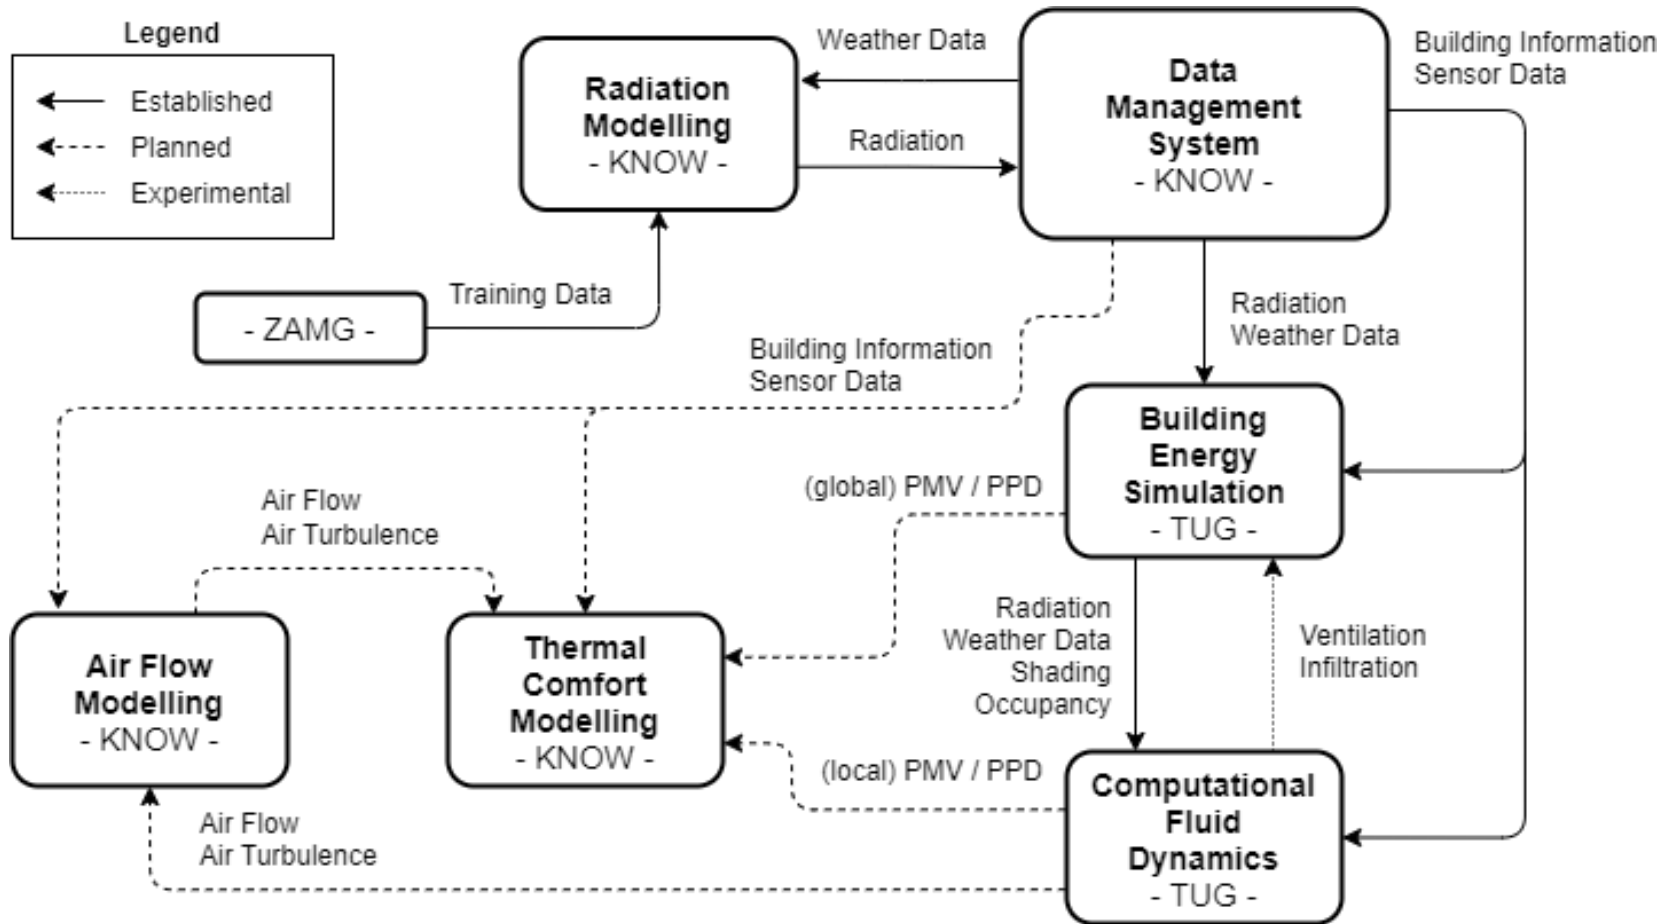 Legend
Established
Planned
Experimental
Radiation
Modelling
- KNOW -
Weather Data
Radiation
Data
Management
System
- KNOW -
Building Information
Sensor Data
- ZAMG -
Training Data
Radiation
Weather Data
Building Information
Sensor Data
Building
Energy
Simulation
- TUG -
(global) PMV / PPD
Air Flow
Air Turbulence
Radiation
Weather Data
Shading
Occupancy
Ventilation
Infiltration
Air Flow
Modelling
- KNOW -
Thermal
Comfort
Modelling
- KNOW -
(local) PMV / PPD
Computational
Fluid
Dynamics
- TUG -
Air Flow
Air Turbulence